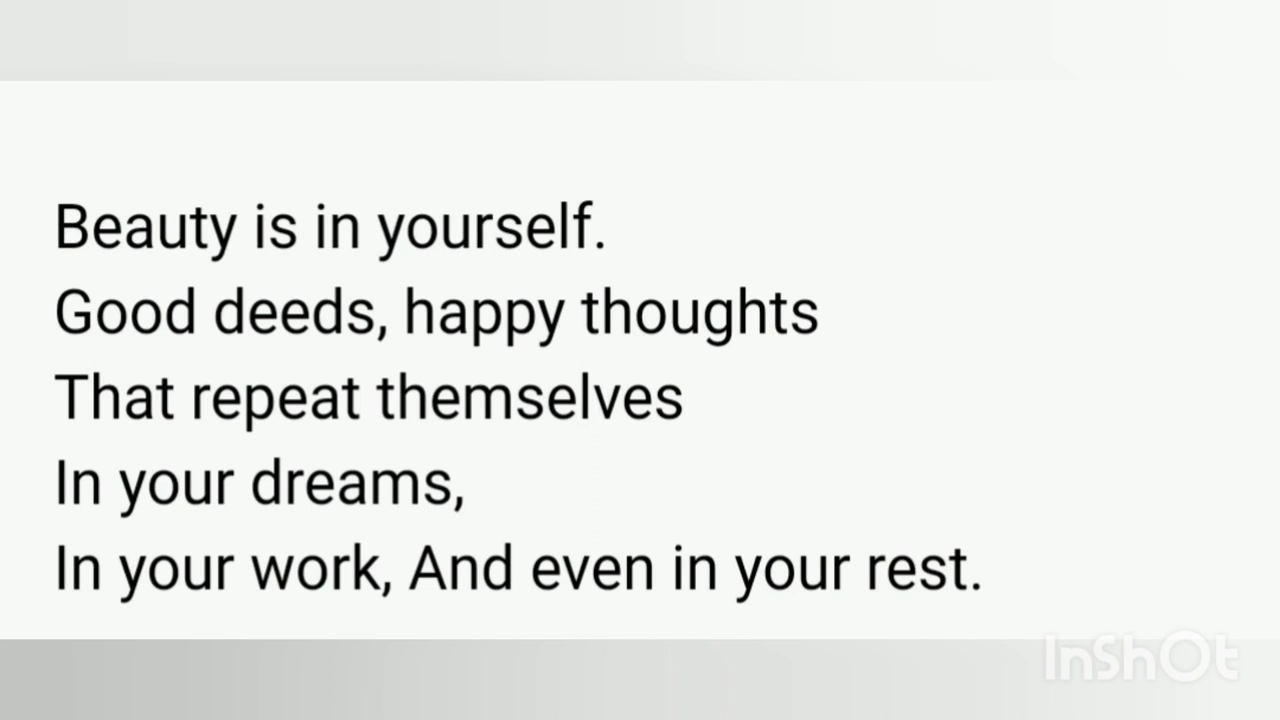 Beauty is in yourself.
Good deeds, happy thoughts
That repeat themselves
In your dreams,
In your work, And even in your rest.
InShOt